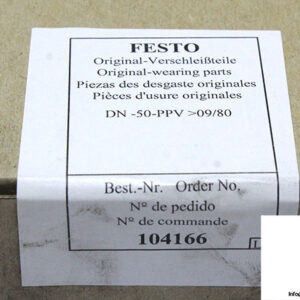 FESTO
Original-Verschleißteile
Original-wearing parts
Piezas des desgaste originales
Pièces d'usure originales
DN -50-PPV >09/80
Best.-Nr. Order No.
Nº de pedido
Nº de commande
104166